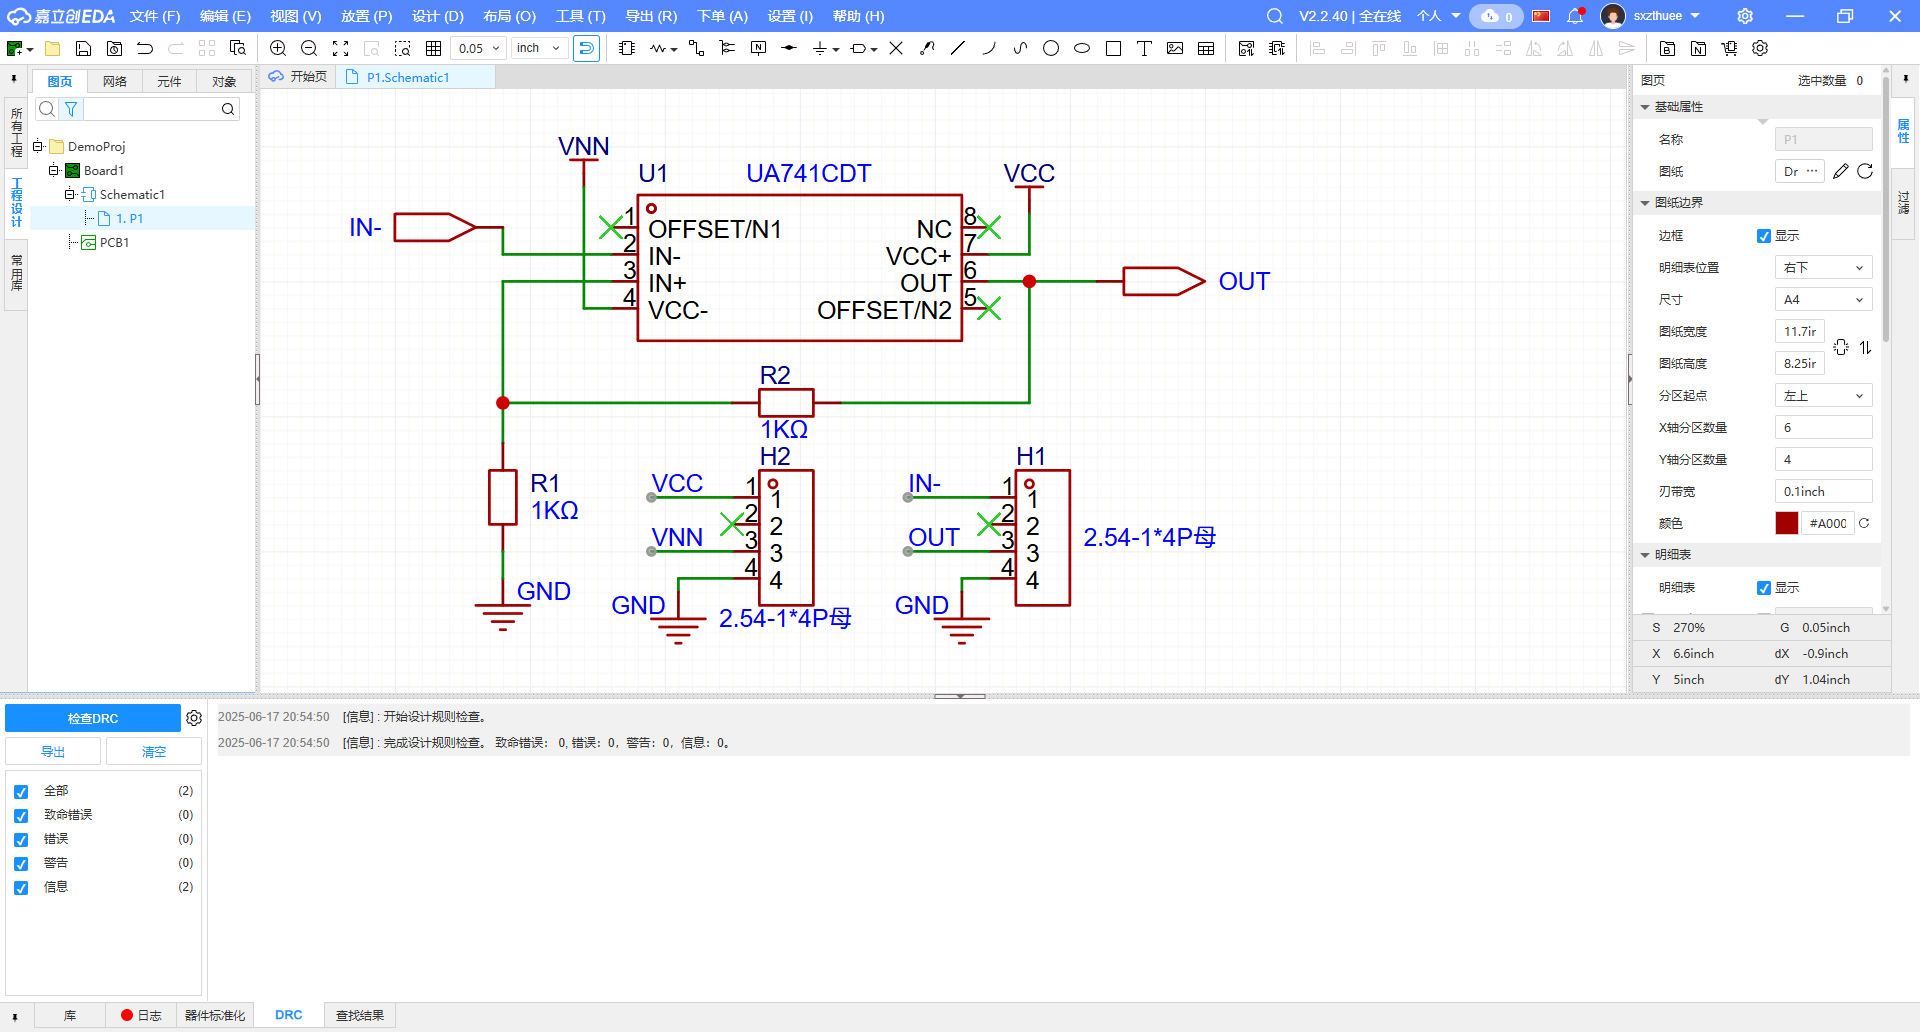 嘉立创EDA 文件 (F) 编辑 (E) 视图 (V) 放置 (P) 设计 (D) 布局 (O) 工具 (T) 导出 (R) 下单 (A) 设置 (I) 帮助 (H) V2.2.40 | 全在线 个人 0 sxzthuee
0.05 inch
图页 网络 元件 对象
开始页 P1.Schematic1
所有工程
工程设计
常用库
DemoProj
Board1
Schematic1
1. P1
PCB1
VNN
U1 UA741CDT
VCC
IN-
1 OFFSET/N1
2 IN-
3 IN+
4 VCC-
NC 8
VCC+ 7
OUT 6
OFFSET/N2 5
OUT
R2
1KΩ
R1
1KΩ
GND
H2
VCC 1 1
2 2
VNN 3 3
4 4
GND
2.54-1*4P母
H1
IN- 1 1
2 2
OUT 3 3
4 4
GND
2.54-1*4P母
图页 选中数量 0
基础属性
名称 P1
图纸 Dr ···
图纸边界
边框 显示
明细表位置 右下
尺寸 A4
图纸宽度 11.7ir
图纸高度 8.25ir
分区起点 左上
X轴分区数量 6
Y轴分区数量 4
刃带宽 0.1inch
颜色 #A000
明细表
明细表 显示
S 270% G 0.05inch
X 6.6inch dX -0.9inch
Y 5inch dY 1.04inch
属性
过滤
检查DRC
导出 清空
全部 (2)
致命错误 (0)
错误 (0)
警告 (0)
信息 (2)
2025-06-17 20:54:50 [信息] : 开始设计规则检查。
2025-06-17 20:54:50 [信息] : 完成设计规则检查。 致命错误： 0, 错误：0，警告：0，信息：0。
库 日志 器件标准化 DRC 查找结果